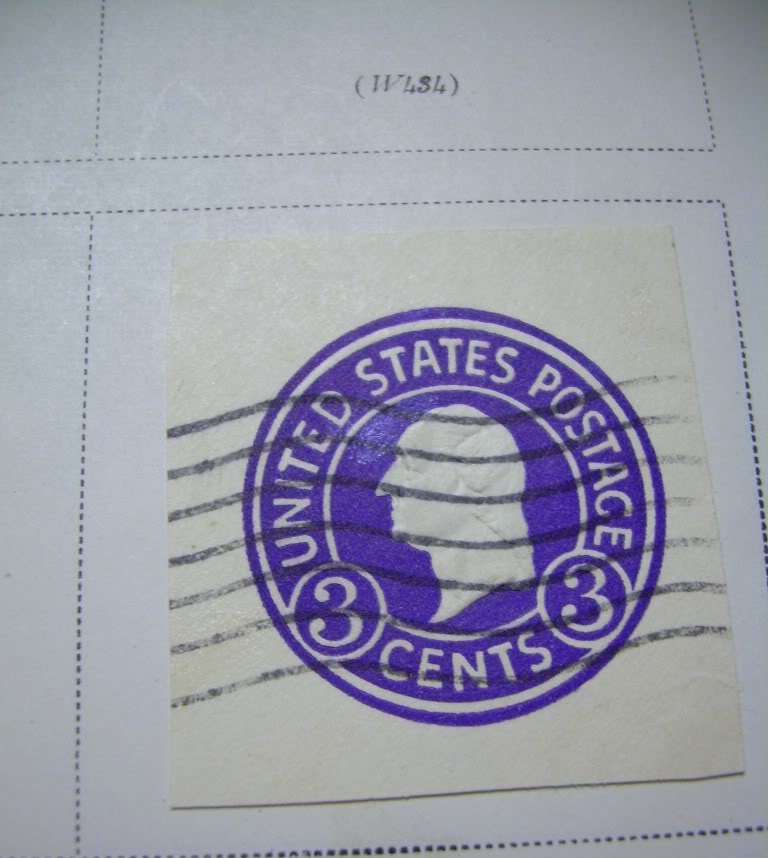 (W434)
UNITED STATES POSTAGE
3 CENTS 3